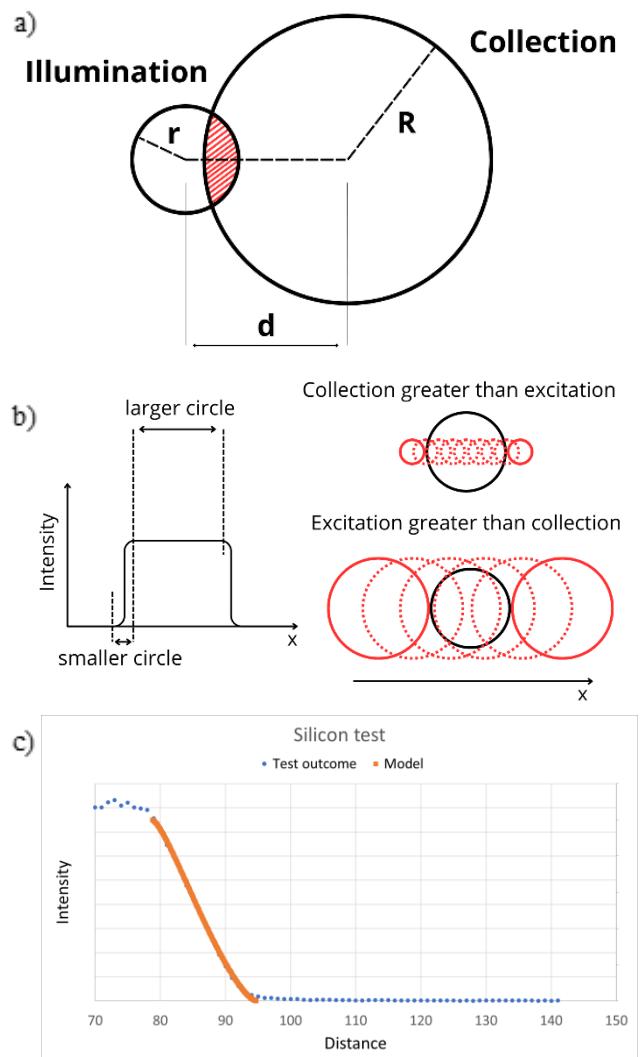 a)
Collection
Illumination
r
R
d
b)
larger circle
Collection greater than excitation
Intensity
Excitation greater than collection
x
smaller circle
x
c)
Silicon test
Test outcome Model
Intensity
70 80 90 100 110 120 130 140 150
Distance